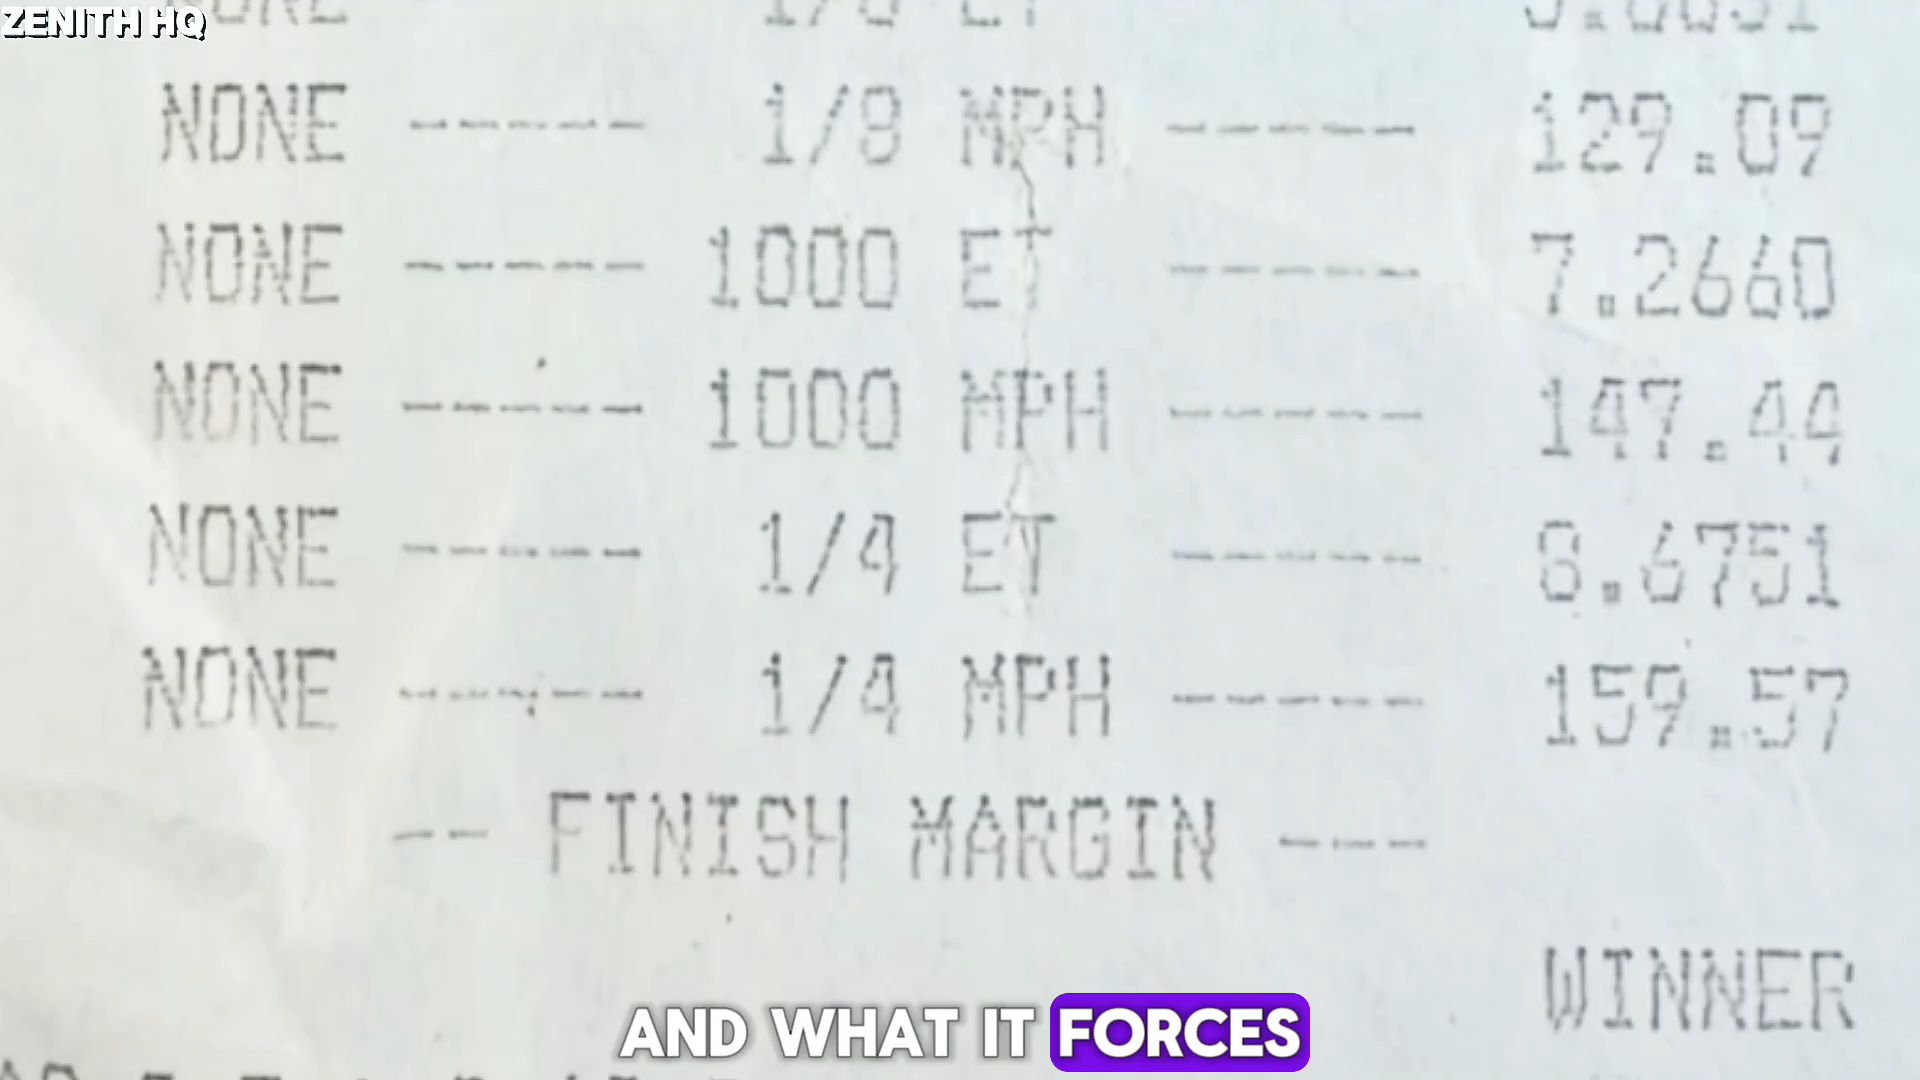 ZENITH HQ
NONE ----- 1/8 MPH ----- 129.09
NONE ----- 1000 ET ----- 7.2660
NONE ----- 1000 MPH ----- 147.44
NONE ----- 1/4 ET ----- 8.6751
NONE ----- 1/4 MPH ----- 159.57
-- FINISH MARGIN ---
WINNER
AND WHAT IT FORCES